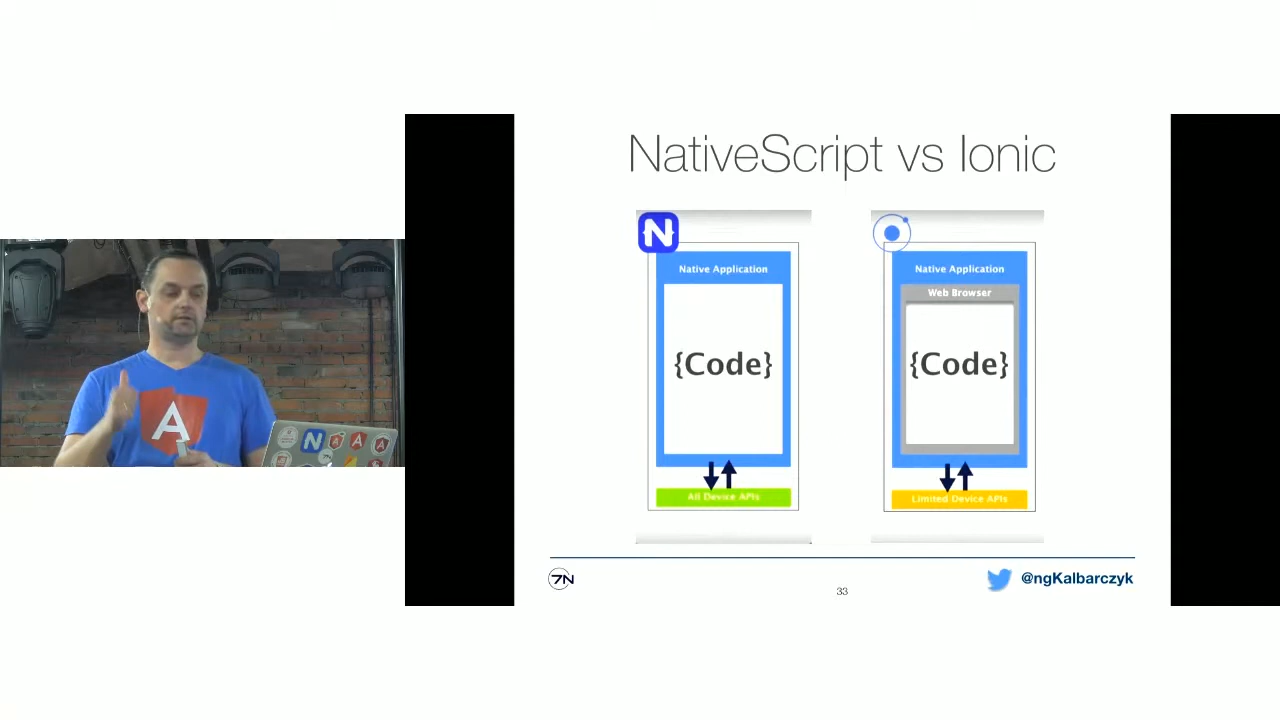 NativeScript vs Ionic
N
Native Application
{Code}
All Device APIs
Native Application
Web Browser
{Code}
Limited Device APIs
7N
33
@ngKalbarczyk
A
N
A
A